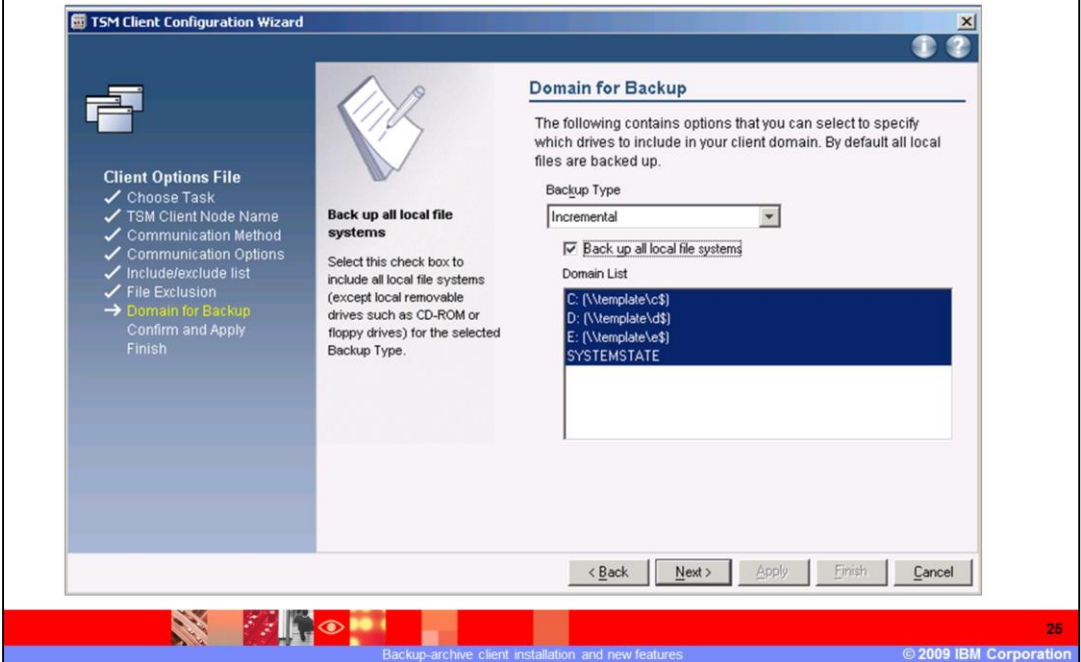 TSM Client Configuration Wizard
Client Options File
Choose Task
TSM Client Node Name
Communication Method
Communication Options
Include/exclude list
File Exclusion
Domain for Backup
Confirm and Apply
Finish
Back up all local file
systems
Select this check box to
include all local file systems
(except local removable
drives such as CD-ROM or
floppy drives) for the selected
Backup Type.
Domain for Backup
The following contains options that you can select to specify
which drives to include in your client domain. By default all local
files are backed up.
Backup Type
Incremental
Back up all local file systems
Domain List
C: (\\template\c$)
D: (\\template\d$)
E: (\\template\e$)
SYSTEMSTATE
< Back Next > Apply Finish Cancel
25
Backup-archive client installation and new features © 2009 IBM Corporation